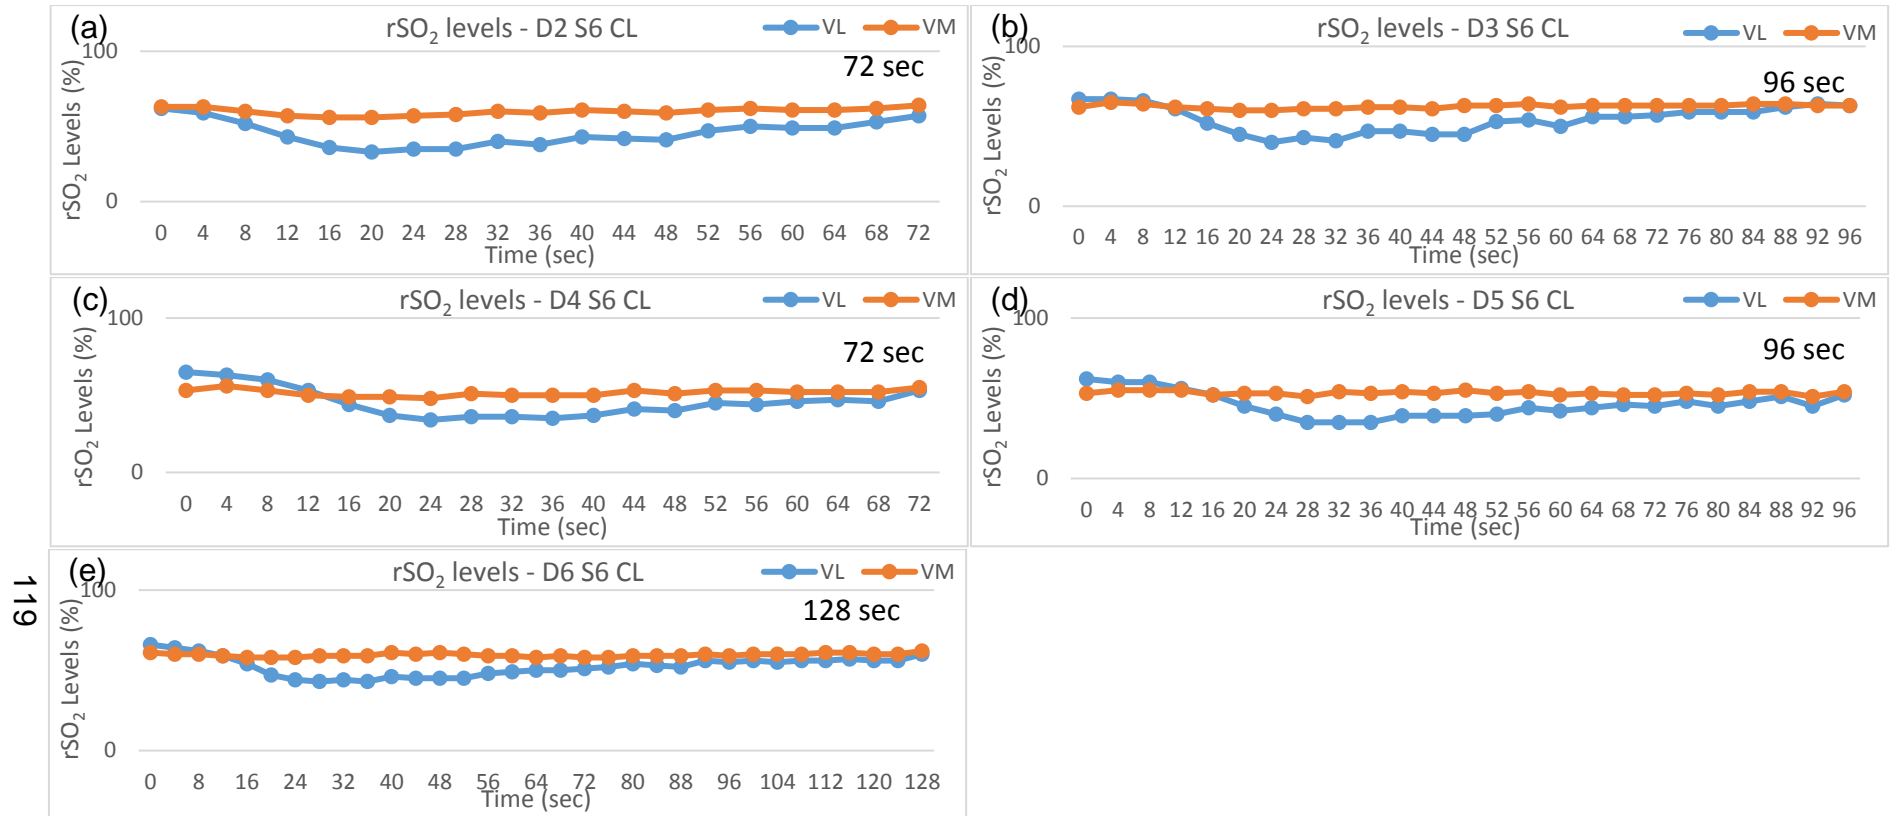 (a)
rSO₂ levels - D2 S6 CL
VL VM
72 sec
100
0
rSO₂ Levels (%)
0 4 8 12 16 20 24 28 32 36 40 44 48 52 56 60 64 68 72
Time (sec)
(b)
rSO₂ levels - D3 S6 CL
VL VM
96 sec
100
0
rSO₂ Levels (%)
0 4 8 12 16 20 24 28 32 36 40 44 48 52 56 60 64 68 72 76 80 84 88 92 96
Time (sec)
(c)
rSO₂ levels - D4 S6 CL
VL VM
72 sec
100
0
rSO₂ Levels (%)
0 4 8 12 16 20 24 28 32 36 40 44 48 52 56 60 64 68 72
Time (sec)
(d)
rSO₂ levels - D5 S6 CL
VL VM
96 sec
100
0
rSO₂ Levels (%)
0 4 8 12 16 20 24 28 32 36 40 44 48 52 56 60 64 68 72 76 80 84 88 92 96
Time (sec)
(e)
rSO₂ levels - D6 S6 CL
VL VM
128 sec
100
0
rSO₂ Levels (%)
0 8 16 24 32 40 48 56 64 72 80 88 96 104 112 120 128
Time (sec)
119